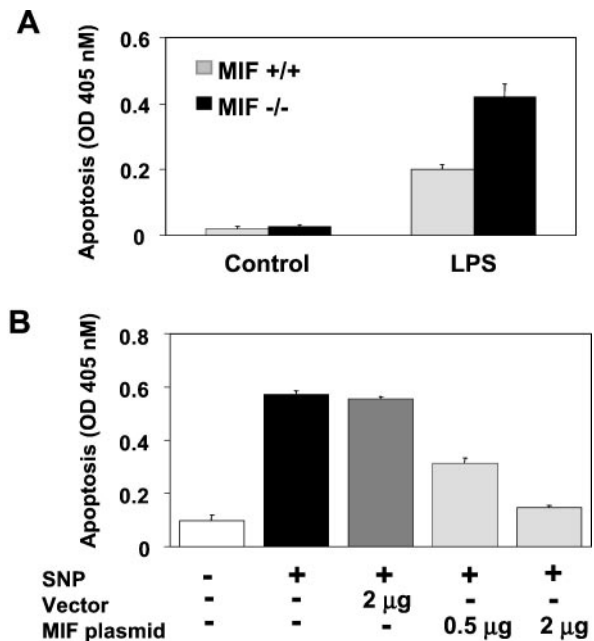 A
Apoptosis (OD 405 nM)
0.6
0.4
0.2
0
MIF +/+
MIF -/-
Control LPS
B
Apoptosis (OD 405 nM)
0.8
0.6
0.4
0.2
0
SNP - + + + +
Vector - - 2 µg - -
MIF plasmid - - - 0.5 µg 2 µg